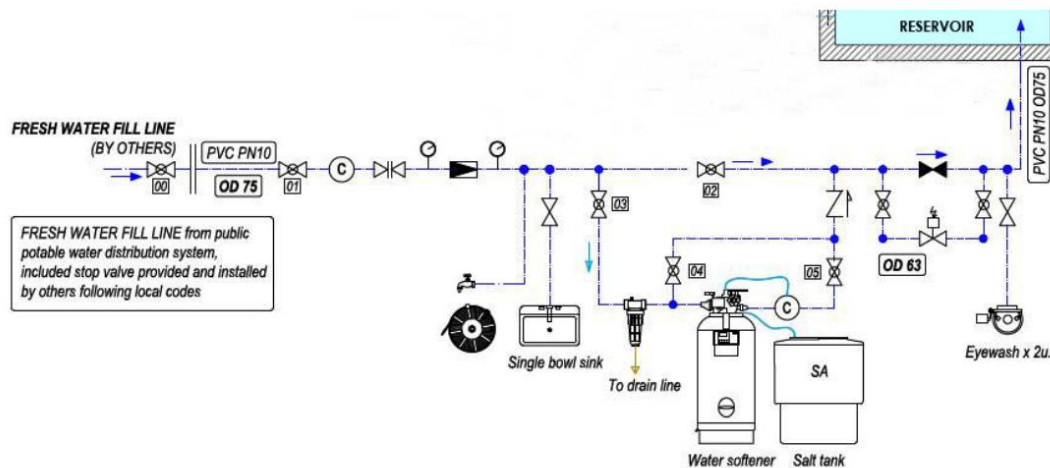 RESERVOIR
PVC PN10 OD75
FRESH WATER FILL LINE
(BY OTHERS)
PVC PN10
00
01
OD 75
C
02
03
FRESH WATER FILL LINE from public
potable water distribution system,
included stop valve provided and installed
by others following local codes
04
05
OD 63
C
Single bowl sink
To drain line
SA
Eyewash x 2u.
Water softener
Salt tank